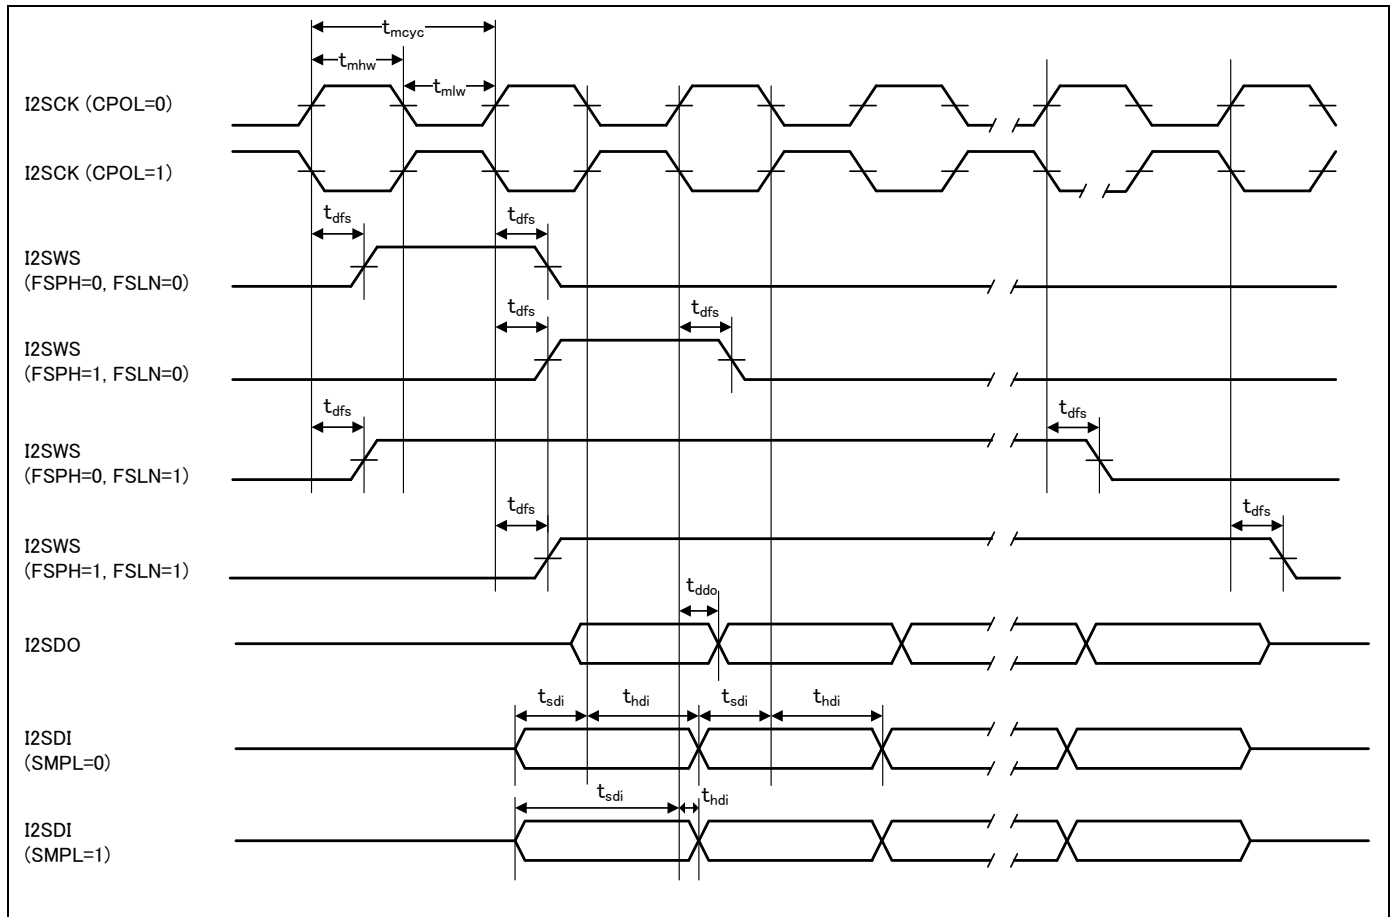 tmcyc
tmhw
tmlw
I2SCK (CPOL=0)
I2SCK (CPOL=1)
tdfs tdfs
I2SWS
(FSPH=0, FSLN=0)
tdfs tdfs
I2SWS
(FSPH=1, FSLN=0)
tdfs tdfs
I2SWS
(FSPH=0, FSLN=1)
tdfs tdfs
I2SWS
(FSPH=1, FSLN=1)
tddo
I2SDO
tsdi thdi tsdi thdi
I2SDI
(SMPL=0)
tsdi thdi
I2SDI
(SMPL=1)